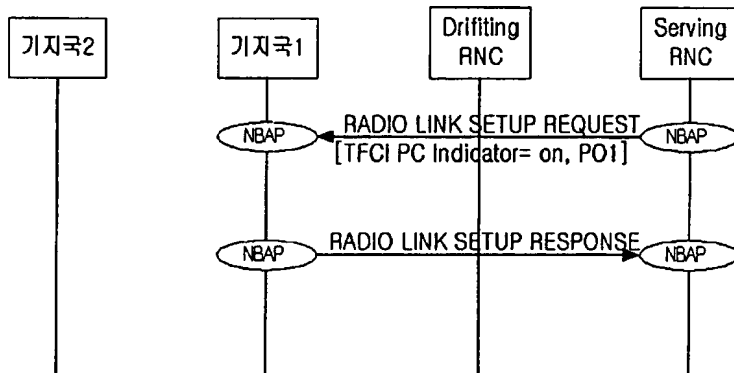 기지국2
기지국1
Drifiting
RNC
Serving
RNC
NBAP
RADIO LINK SETUP REQUEST
NBAP
[TFCI PC Indicator= on, PO1]
NBAP
RADIO LINK SETUP RESPONSE
NBAP